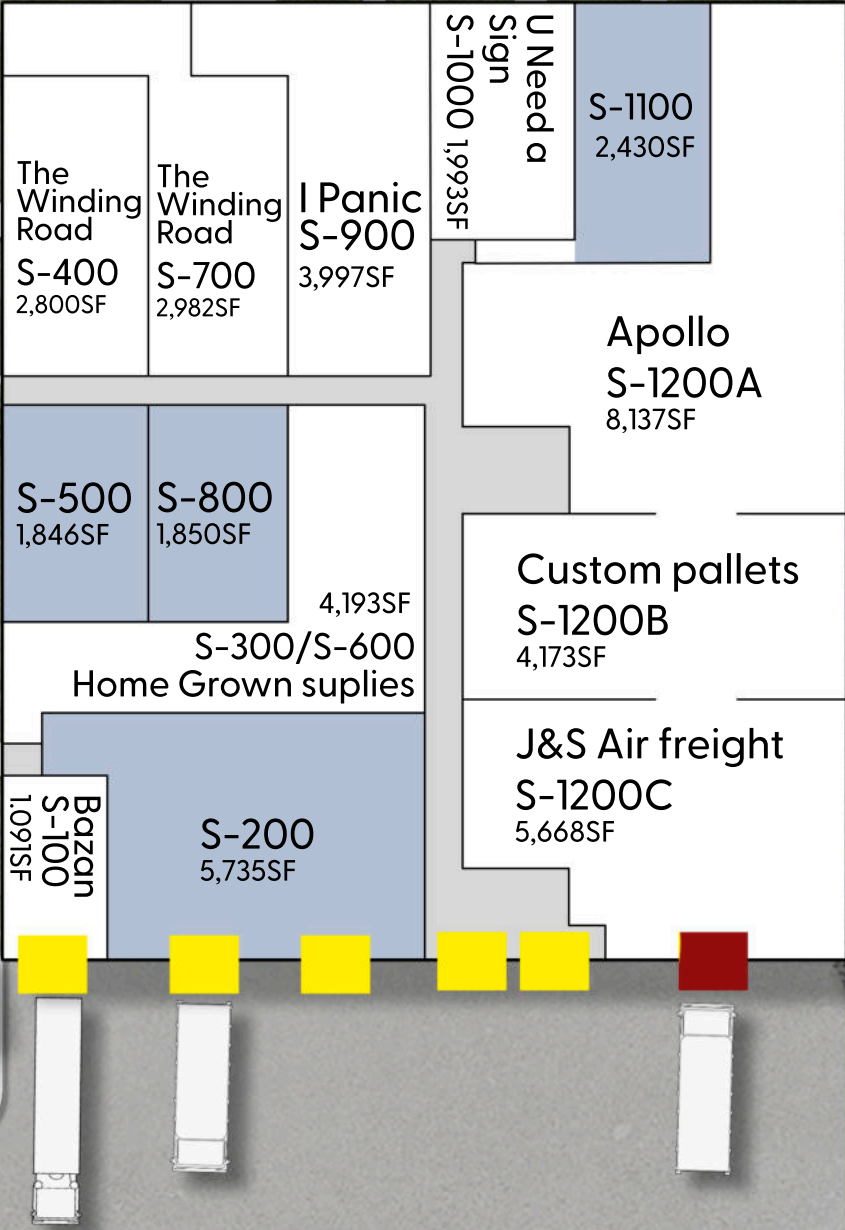 The
Winding
Road
S-400
2,800SF
The
Winding
Road
S-700
2,982SF
I Panic
S-900
3,997SF
U Need a
Sign
S-1000 1,993SF
S-1100
2,430SF
Apollo
S-1200A
8,137SF
S-500
1,846SF
S-800
1,850SF
4,193SF
S-300/S-600
Home Grown suplies
Custom pallets
S-1200B
4,173SF
J&S Air freight
S-1200C
5,668SF
Bazan
S-100
1.091SF
S-200
5,735SF